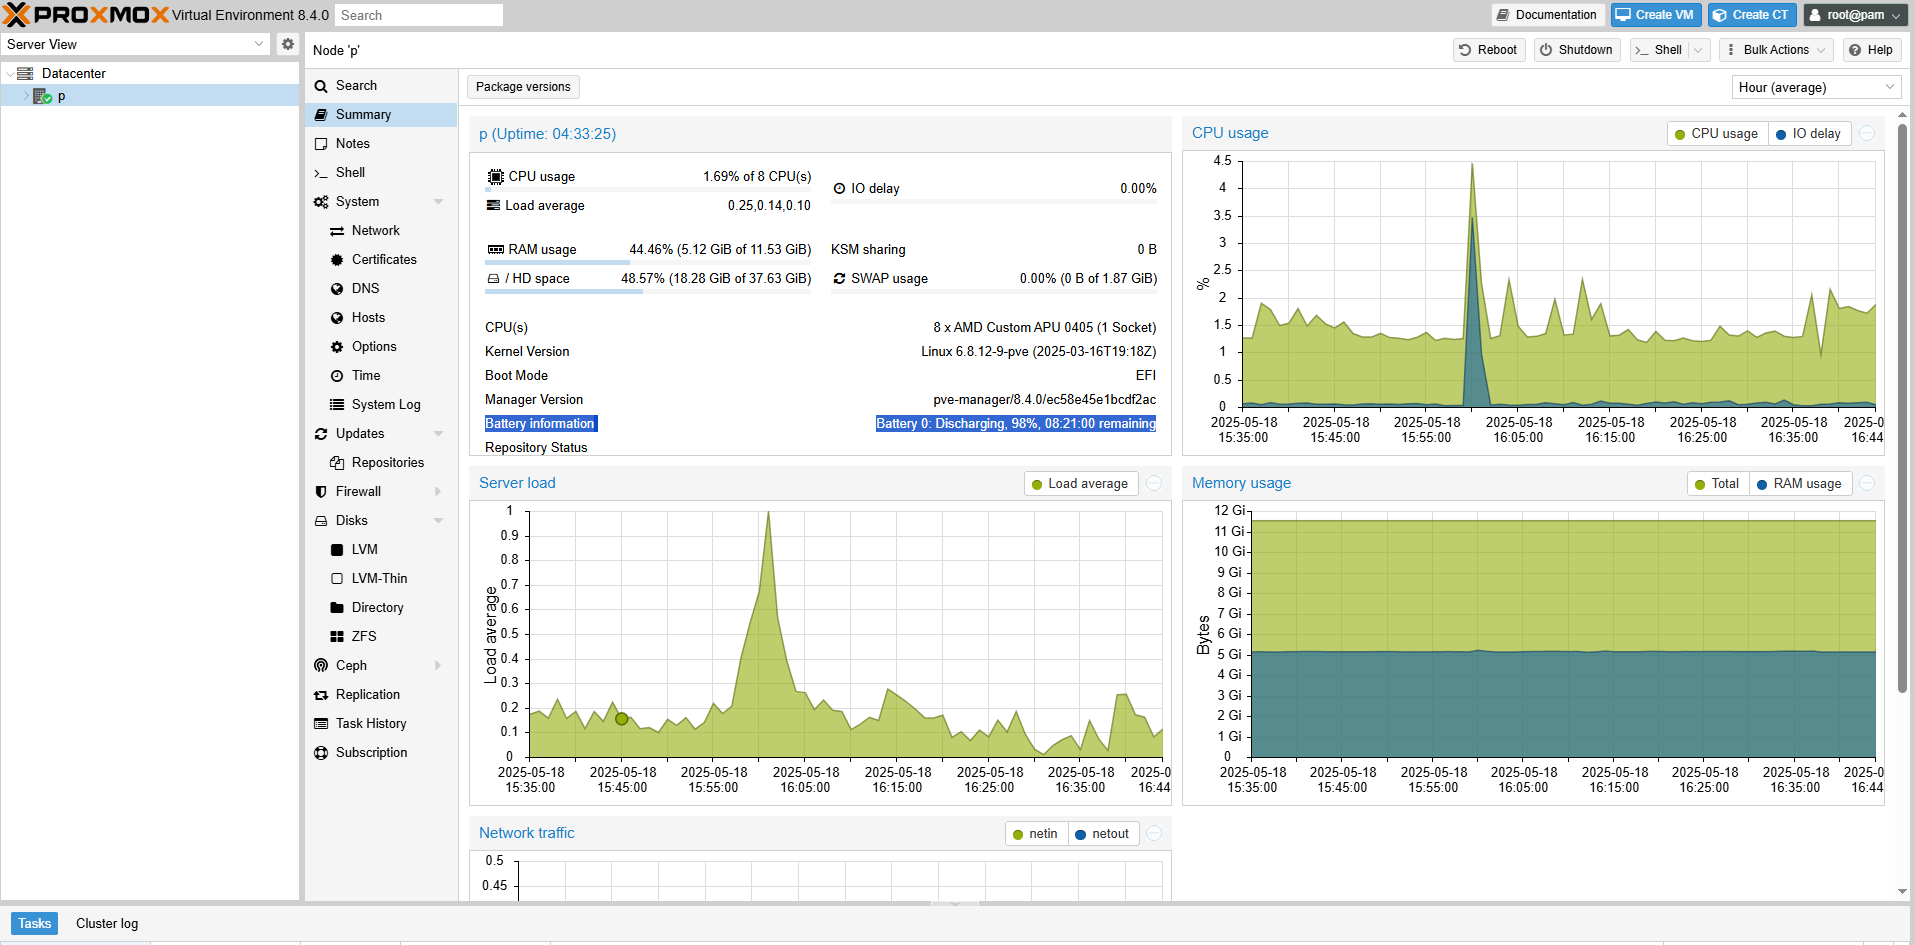 PROXMOX Virtual Environment 8.4.0 Search Documentation Create VM Create CT root@pam
Server View
Node 'p' Reboot Shutdown Shell Bulk Actions Help
Datacenter
p
Search
Summary
Notes
Shell
System
Network
Certificates
DNS
Hosts
Options
Time
System Log
Updates
Repositories
Firewall
Disks
LVM
LVM-Thin
Directory
ZFS
Ceph
Replication
Task History
Subscription
Package versions Hour (average)
p (Uptime: 04:33:25)
CPU usage 1.69% of 8 CPU(s)
IO delay 0.00%
Load average 0.25,0.14,0.10
RAM usage 44.46% (5.12 GiB of 11.53 GiB) KSM sharing 0 B
/ HD space 48.57% (18.28 GiB of 37.63 GiB) SWAP usage 0.00% (0 B of 1.87 GiB)
CPU(s) 8 x AMD Custom APU 0405 (1 Socket)
Kernel Version Linux 6.8.12-9-pve (2025-03-16T19:18Z)
Boot Mode EFI
Manager Version pve-manager/8.4.0/ec58e45e1bcdf2ac
Battery information Battery 0: Discharging, 98%, 08:21:00 remaining
Repository Status
CPU usage CPU usage IO delay
4.5
4
3.5
3
2.5
2
1.5
1
0.5
0
%
2025-05-18 2025-05-18 2025-05-18 2025-05-18 2025-05-18 2025-05-18 2025-05-18 2025-0
15:35:00 15:45:00 15:55:00 16:05:00 16:15:00 16:25:00 16:35:00 16:44
Server load Load average
1
0.9
0.8
0.7
0.6
0.5
0.4
0.3
0.2
0.1
0
Load average
2025-05-18 2025-05-18 2025-05-18 2025-05-18 2025-05-18 2025-05-18 2025-05-18 2025-0
15:35:00 15:45:00 15:55:00 16:05:00 16:15:00 16:25:00 16:35:00 16:44
Memory usage Total RAM usage
12 Gi
11 Gi
10 Gi
9 Gi
8 Gi
7 Gi
6 Gi
5 Gi
4 Gi
3 Gi
2 Gi
1 Gi
0
Bytes
2025-05-18 2025-05-18 2025-05-18 2025-05-18 2025-05-18 2025-05-18 2025-05-18 2025-0
15:35:00 15:45:00 15:55:00 16:05:00 16:15:00 16:25:00 16:35:00 16:44
Network traffic netin netout
0.5
0.45
Tasks Cluster log